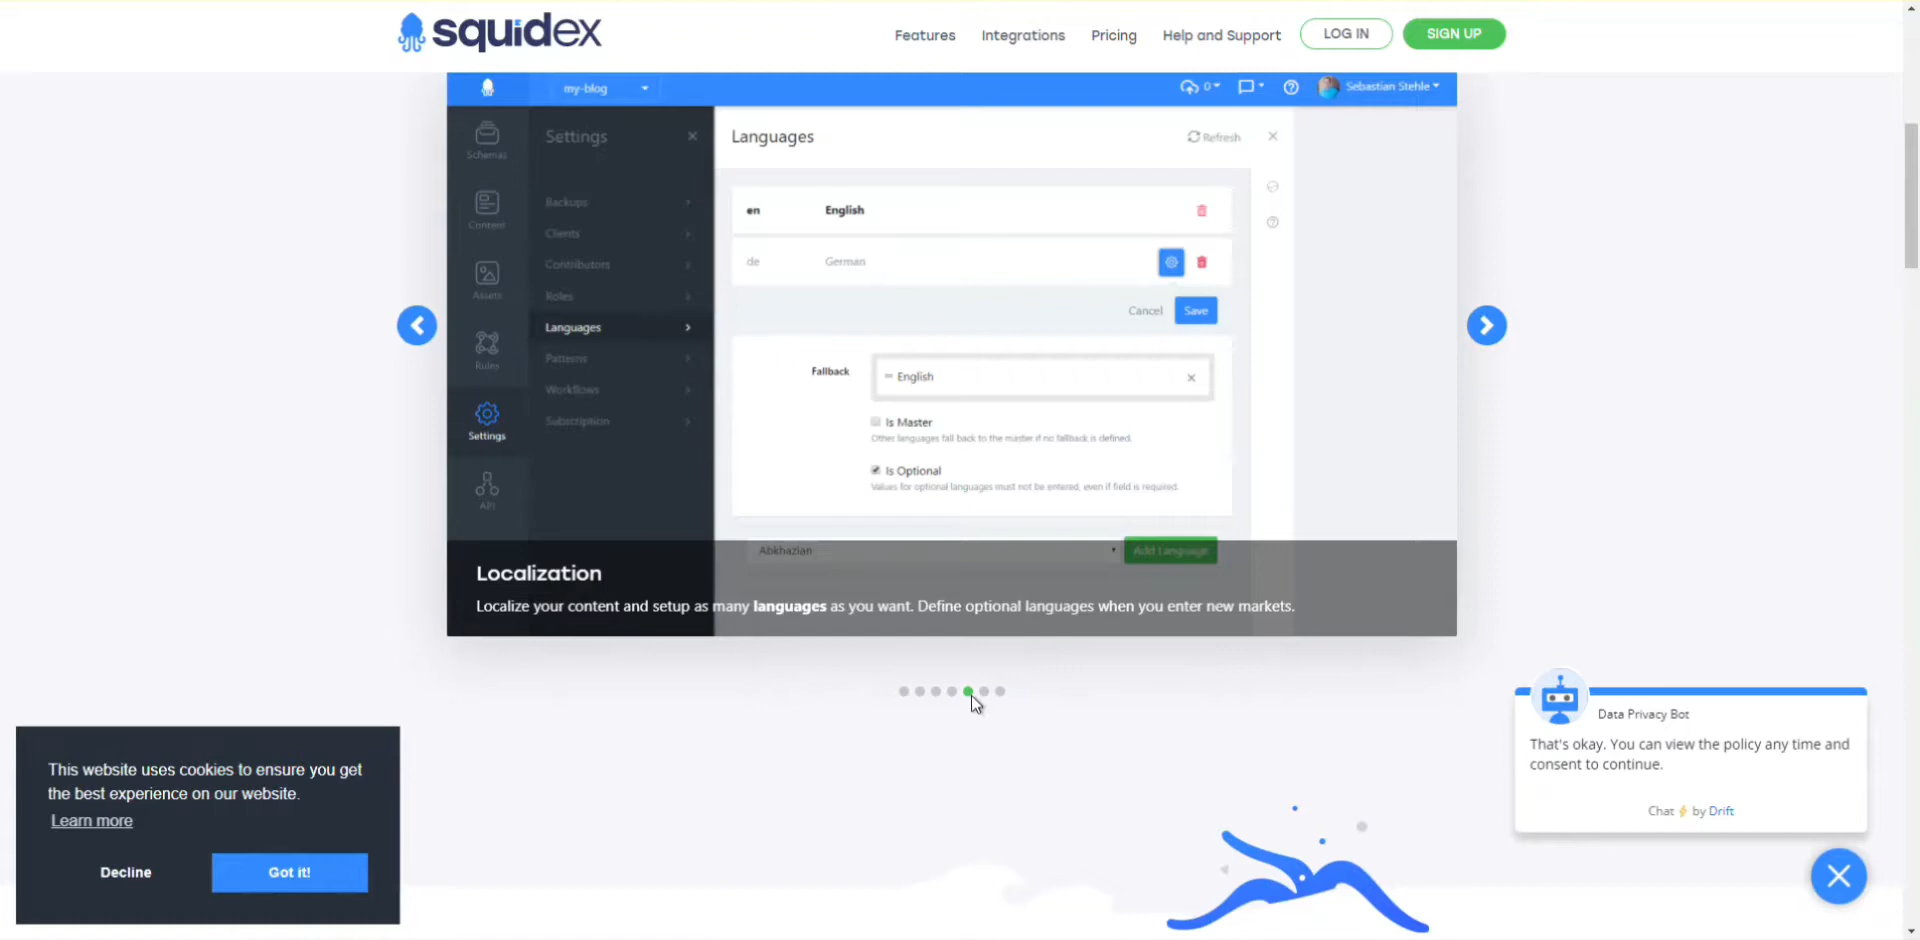 squidex
Features
Integrations
Pricing
Help and Support
LOG IN
SIGN UP
my-blog
0
Sebastian Stehle
Schemas
Content
Assets
Rules
Settings
API
Settings
Backups
Clients
Contributors
Roles
Languages
Patterns
Workflows
Subscription
Languages
Refresh
en English
de German
Cancel
Save
Fallback
English
Is Master
Other languages fall back to the master if no fallback is defined.
Is Optional
Values for optional languages must not be entered, even if field is required.
Abkhazian
Add Language
Localization
Localize your content and setup as many languages as you want. Define optional languages when you enter new markets.
This website uses cookies to ensure you get
the best experience on our website.
Learn more
Decline
Got it!
Data Privacy Bot
That's okay. You can view the policy any time and
consent to continue.
Chat ⚡ by Drift